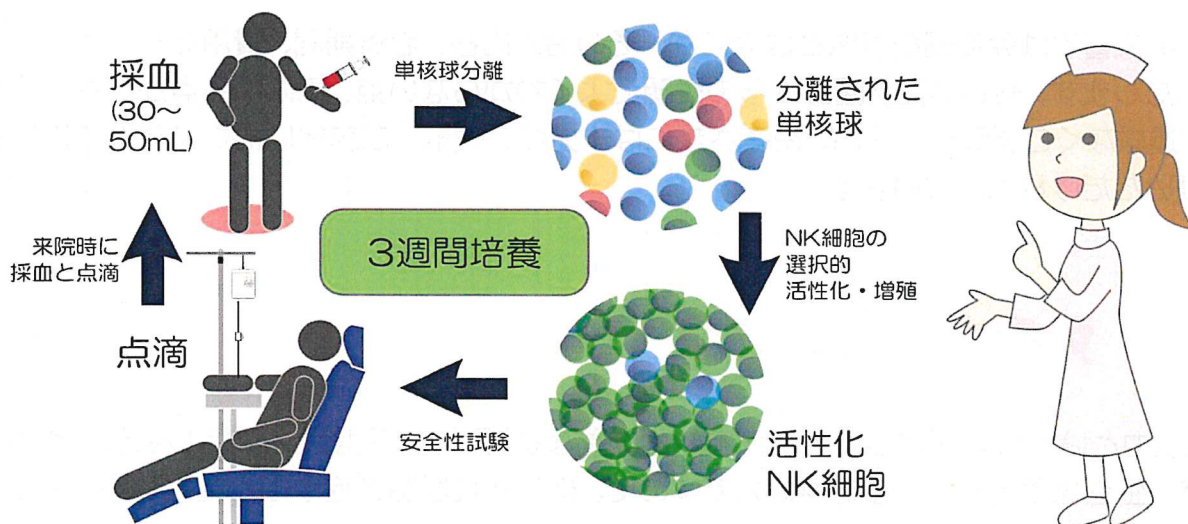 採血
(30～
50mL)
単核球分離
分離された
単核球
3週間培養
NK細胞の
選択的
活性化・増殖
来院時に
採血と点滴
点滴
安全性試験
活性化
NK細胞